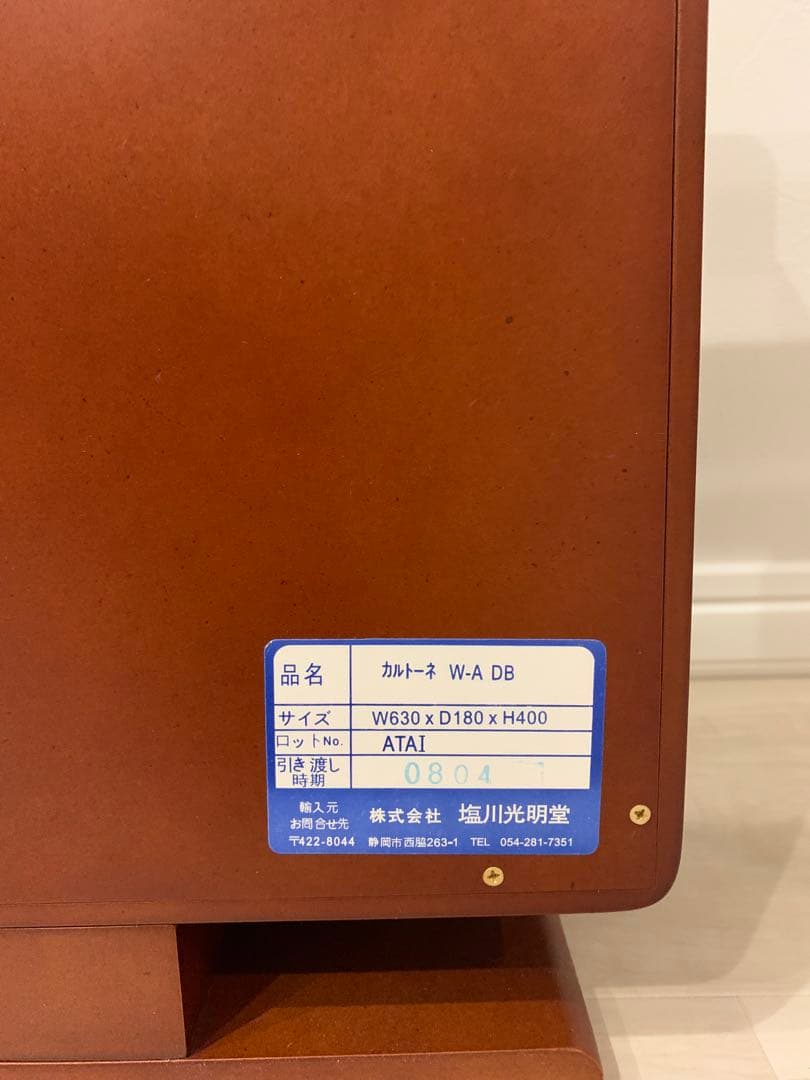 品名 ｶﾙﾄｰﾈ W-A DB
サイズ W630 x D180 x H400
ロットNo. ATAI
引き渡し時期 0804
輸入元
お問合せ先 株式会社 塩川光明堂
〒422-8044 静岡市西脇263-1 TEL 054-281-7351